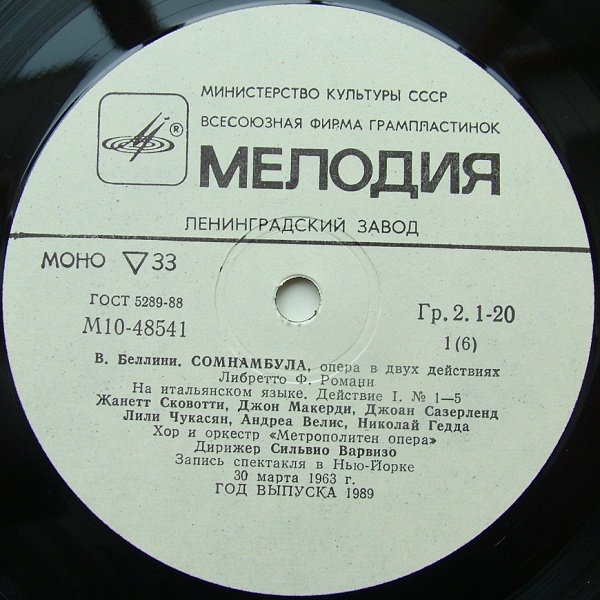 МИНИСТЕРСТВО КУЛЬТУРЫ СССР
ВСЕСОЮЗНАЯ ФИРМА ГРАМПЛАСТИНОК
®
МЕЛОДИЯ
ЛЕНИНГРАДСКИЙ ЗАВОД
МОНО ▽ 33
ГОСТ 5289-88
Гр. 2. 1-20
М10-48541
1 (6)
В. Беллини. СОМНАМБУЛА, опера в двух действиях
Либретто Ф. Романи
На итальянском языке. Действие I. № 1—5
Жанетт Сковотти, Джон Макерди, Джоан Сазерленд
Лили Чукасян, Андреа Велис, Николай Гедда
Хор и оркестр «Метрополитен опера»
Дирижер Сильвио Варвизо
Запись спектакля в Нью-Йорке
30 марта 1963 г.
ГОД ВЫПУСКА 1989